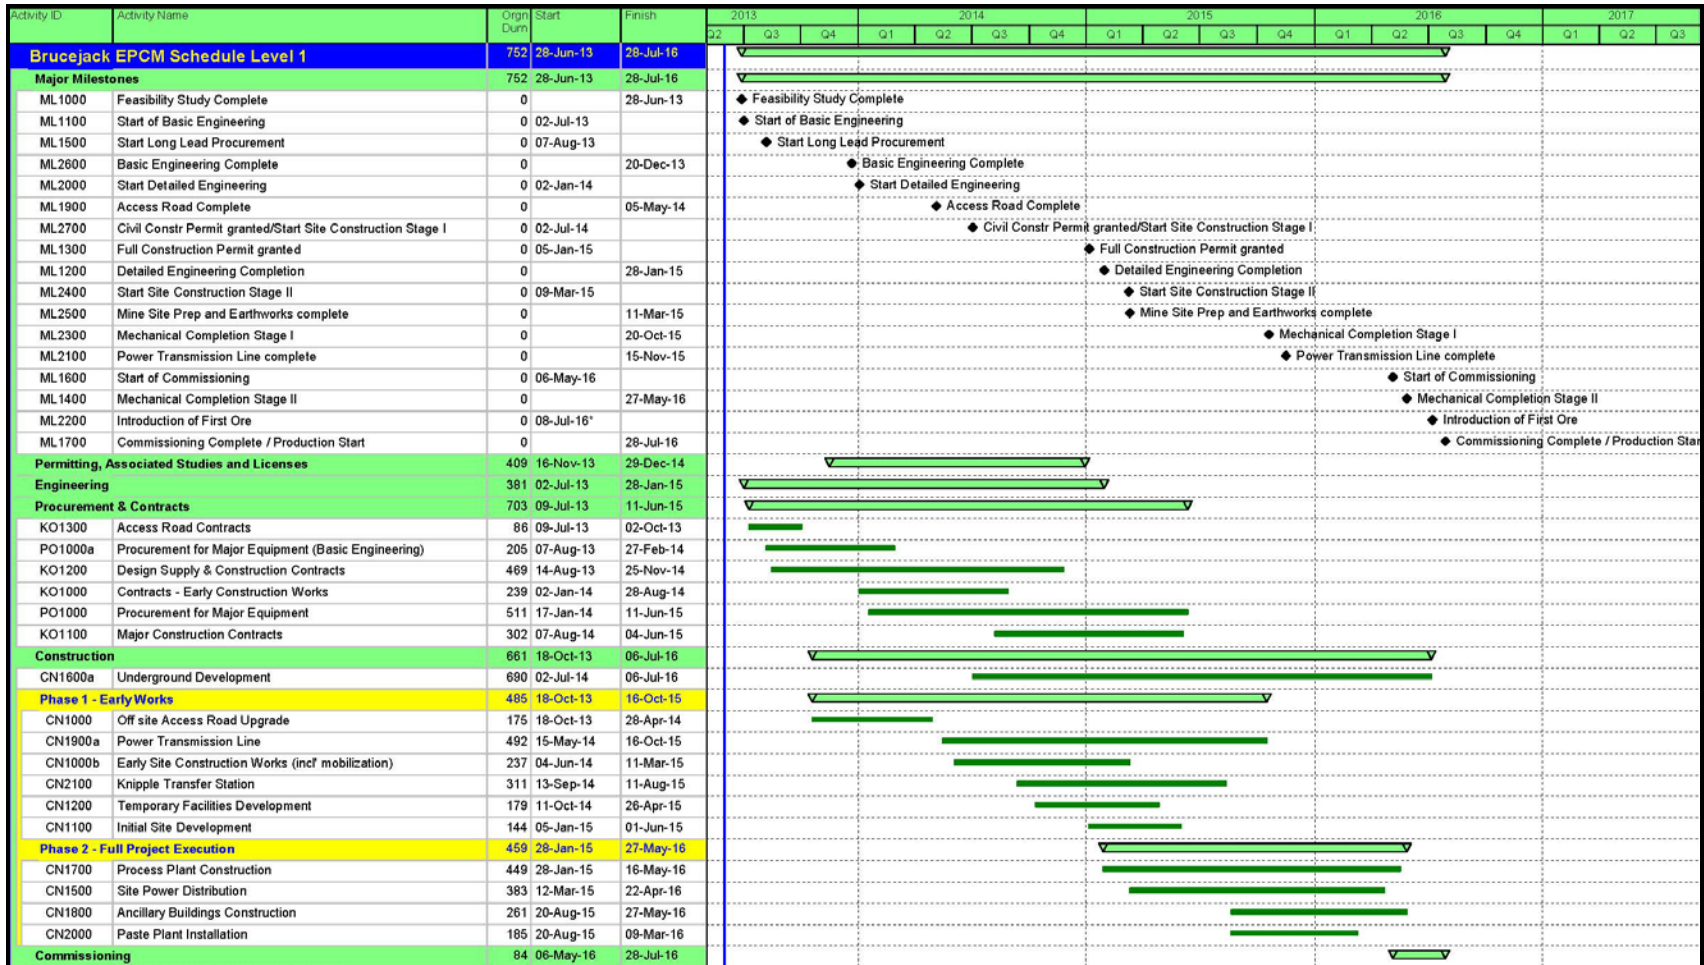 Activity ID Activity Name Orgn Durn Start Finish 2013 2014 2015 2016 2017
Q2 Q3 Q4 Q1 Q2 Q3 Q4 Q1 Q2 Q3 Q4 Q1 Q2 Q3 Q4 Q1 Q2 Q3
Brucejack EPCM Schedule Level 1 752 28-Jun-13 28-Jul-16
Major Milestones 752 28-Jun-13 28-Jul-16
ML1000 Feasibility Study Complete 0 28-Jun-13 Feasibility Study Complete
ML1100 Start of Basic Engineering 0 02-Jul-13 Start of Basic Engineering
ML1500 Start Long Lead Procurement 0 07-Aug-13 Start Long Lead Procurement
ML2600 Basic Engineering Complete 0 20-Dec-13 Basic Engineering Complete
ML2000 Start Detailed Engineering 0 02-Jan-14 Start Detailed Engineering
ML1900 Access Road Complete 0 05-May-14 Access Road Complete
ML2700 Civil Constr Permit granted/Start Site Construction Stage I 0 02-Jul-14 Civil Constr Permit granted/Start Site Construction Stage I
ML1300 Full Construction Permit granted 0 05-Jan-15 Full Construction Permit granted
ML1200 Detailed Engineering Completion 0 28-Jan-15 Detailed Engineering Completion
ML2400 Start Site Construction Stage II 0 09-Mar-15 Start Site Construction Stage II
ML2500 Mine Site Prep and Earthworks complete 0 11-Mar-15 Mine Site Prep and Earthworks complete
ML2300 Mechanical Completion Stage I 0 20-Oct-15 Mechanical Completion Stage I
ML2100 Power Transmission Line complete 0 15-Nov-15 Power Transmission Line complete
ML1600 Start of Commissioning 0 06-May-16 Start of Commissioning
ML1400 Mechanical Completion Stage II 0 27-May-16 Mechanical Completion Stage II
ML2200 Introduction of First Ore 0 08-Jul-16* Introduction of First Ore
ML1700 Commissioning Complete / Production Start 0 28-Jul-16 Commissioning Complete / Production Star
Permitting, Associated Studies and Licenses 409 16-Nov-13 29-Dec-14
Engineering 381 02-Jul-13 28-Jan-15
Procurement & Contracts 703 09-Jul-13 11-Jun-15
KO1300 Access Road Contracts 86 09-Jul-13 02-Oct-13
PO1000a Procurement for Major Equipment (Basic Engineering) 205 07-Aug-13 27-Feb-14
KO1200 Design Supply & Construction Contracts 469 14-Aug-13 25-Nov-14
KO1000 Contracts - Early Construction Works 239 02-Jan-14 28-Aug-14
PO1000 Procurement for Major Equipment 511 17-Jan-14 11-Jun-15
KO1100 Major Construction Contracts 302 07-Aug-14 04-Jun-15
Construction 661 18-Oct-13 06-Jul-16
CN1600a Underground Development 690 02-Jul-14 06-Jul-16
Phase 1 - Early Works 485 18-Oct-13 16-Oct-15
CN1000 Off site Access Road Upgrade 175 18-Oct-13 28-Apr-14
CN1900a Power Transmission Line 492 15-May-14 16-Oct-15
CN1000b Early Site Construction Works (incl' mobilization) 237 04-Jun-14 11-Mar-15
CN2100 Knipple Transfer Station 311 13-Sep-14 11-Aug-15
CN1200 Temporary Facilities Development 179 11-Oct-14 26-Apr-15
CN1100 Initial Site Development 144 05-Jan-15 01-Jun-15
Phase 2 - Full Project Execution 459 28-Jan-15 27-May-16
CN1700 Process Plant Construction 449 28-Jan-15 16-May-16
CN1500 Site Power Distribution 383 12-Mar-15 22-Apr-16
CN1800 Ancillary Buildings Construction 261 20-Aug-15 27-May-16
CN2000 Paste Plant Installation 185 20-Aug-15 09-Mar-16
Commissioning 84 06-May-16 28-Jul-16